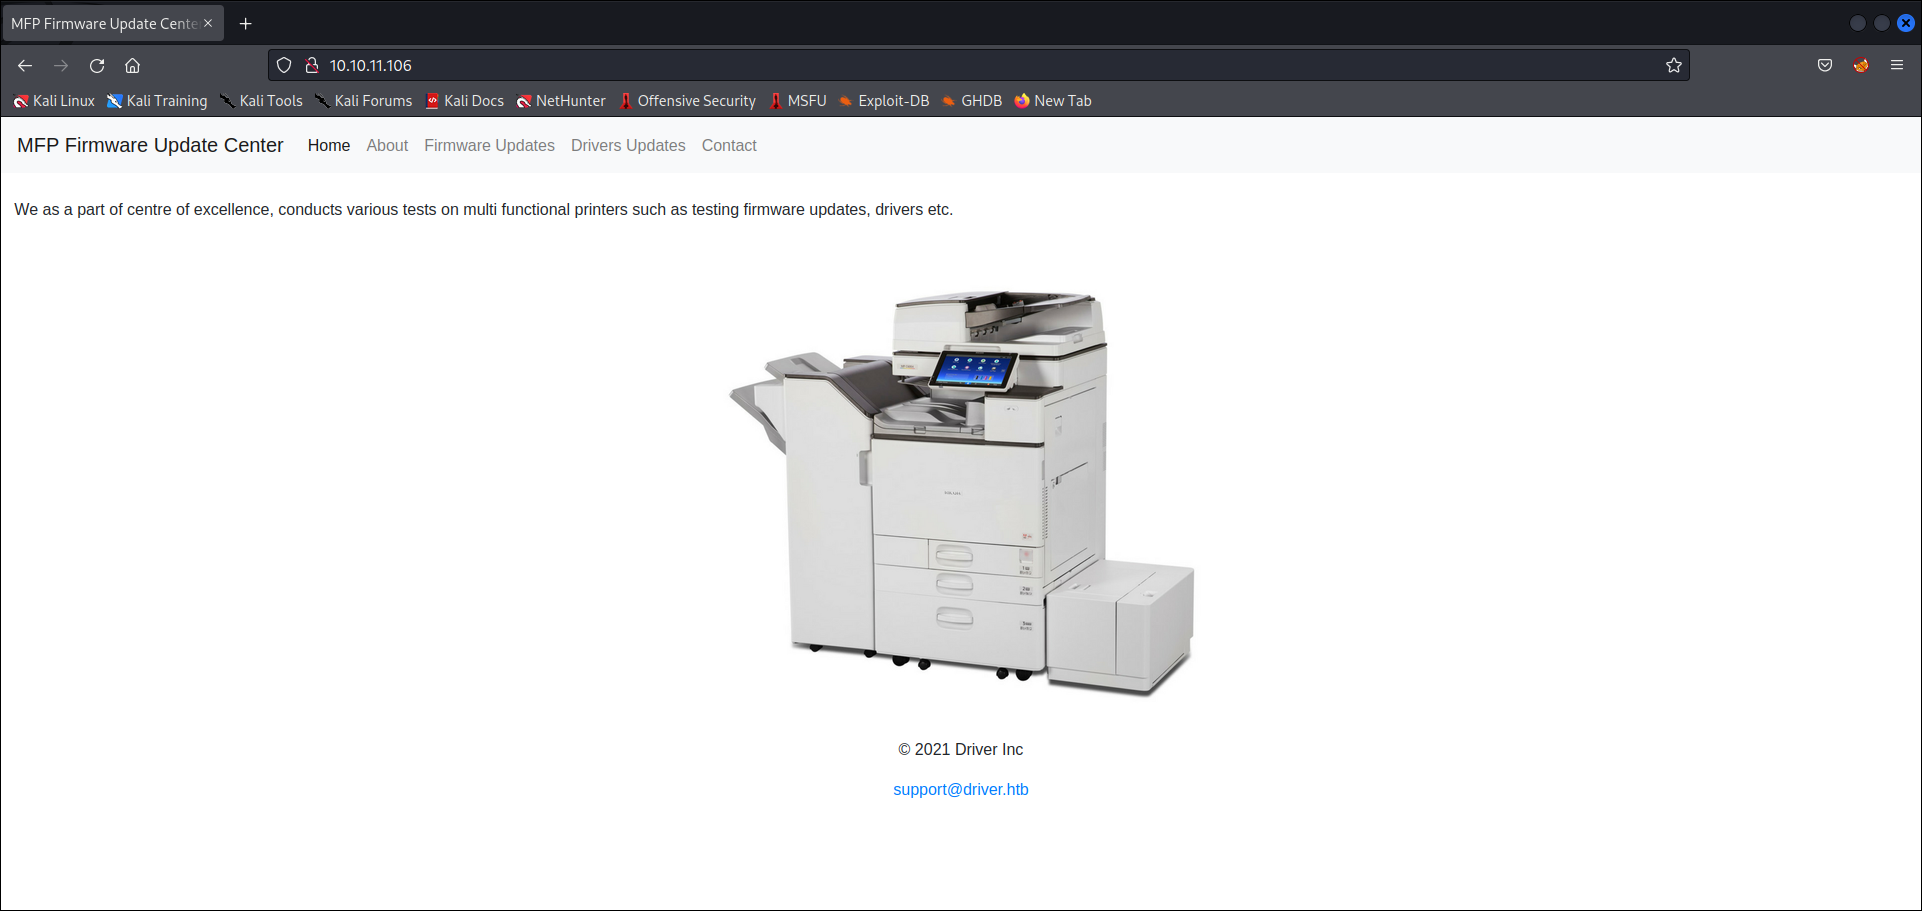 MFP Firmware Update Cente
10.10.11.106
Kali Linux Kali Training Kali Tools Kali Forums Kali Docs NetHunter Offensive Security MSFU Exploit-DB GHDB New Tab
MFP Firmware Update Center Home About Firmware Updates Drivers Updates Contact
We as a part of centre of excellence, conducts various tests on multi functional printers such as testing firmware updates, drivers etc.
© 2021 Driver Inc
support@driver.htb